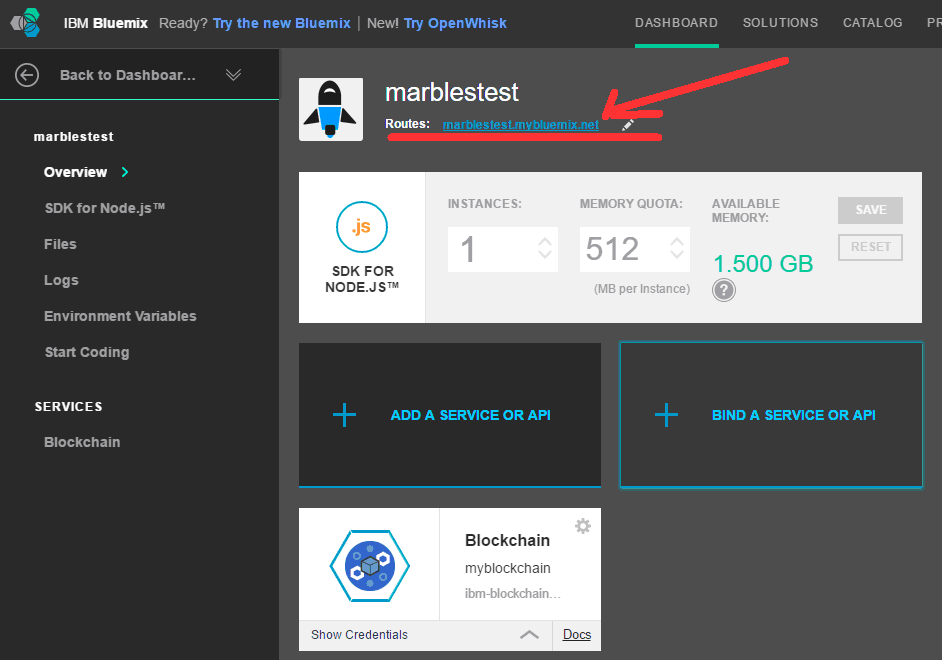 IBM Bluemix Ready? Try the new Bluemix | New! Try OpenWhisk DASHBOARD SOLUTIONS CATALOG PR
Back to Dashboar...
marblestest
Overview
SDK for Node.js™
Files
Logs
Environment Variables
Start Coding
SERVICES
Blockchain
marblestest
Routes: marblestest.mybluemix.net
.js
SDK FOR
NODE.JS™
INSTANCES:
1
MEMORY QUOTA:
512
(MB per Instance)
AVAILABLE
MEMORY:
1.500 GB
?
SAVE
RESET
+ ADD A SERVICE OR API
+ BIND A SERVICE OR API
Blockchain
myblockchain
ibm-blockchain...
Show Credentials
Docs